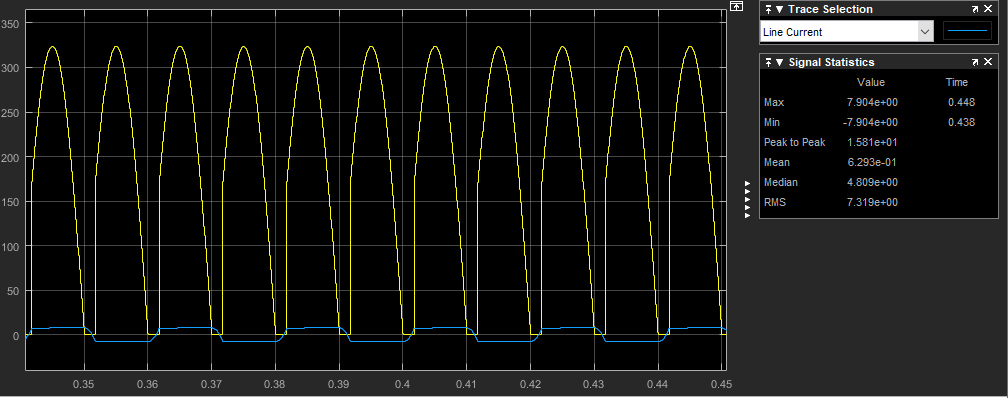 350
300
250
200
150
100
50
0
0.35 0.36 0.37 0.38 0.39 0.4 0.41 0.42 0.43 0.44 0.45
Trace Selection
Line Current
Signal Statistics
Value Time
Max 7.904e+00 0.448
Min -7.904e+00 0.438
Peak to Peak 1.581e+01
Mean 6.293e-01
Median 4.809e+00
RMS 7.319e+00